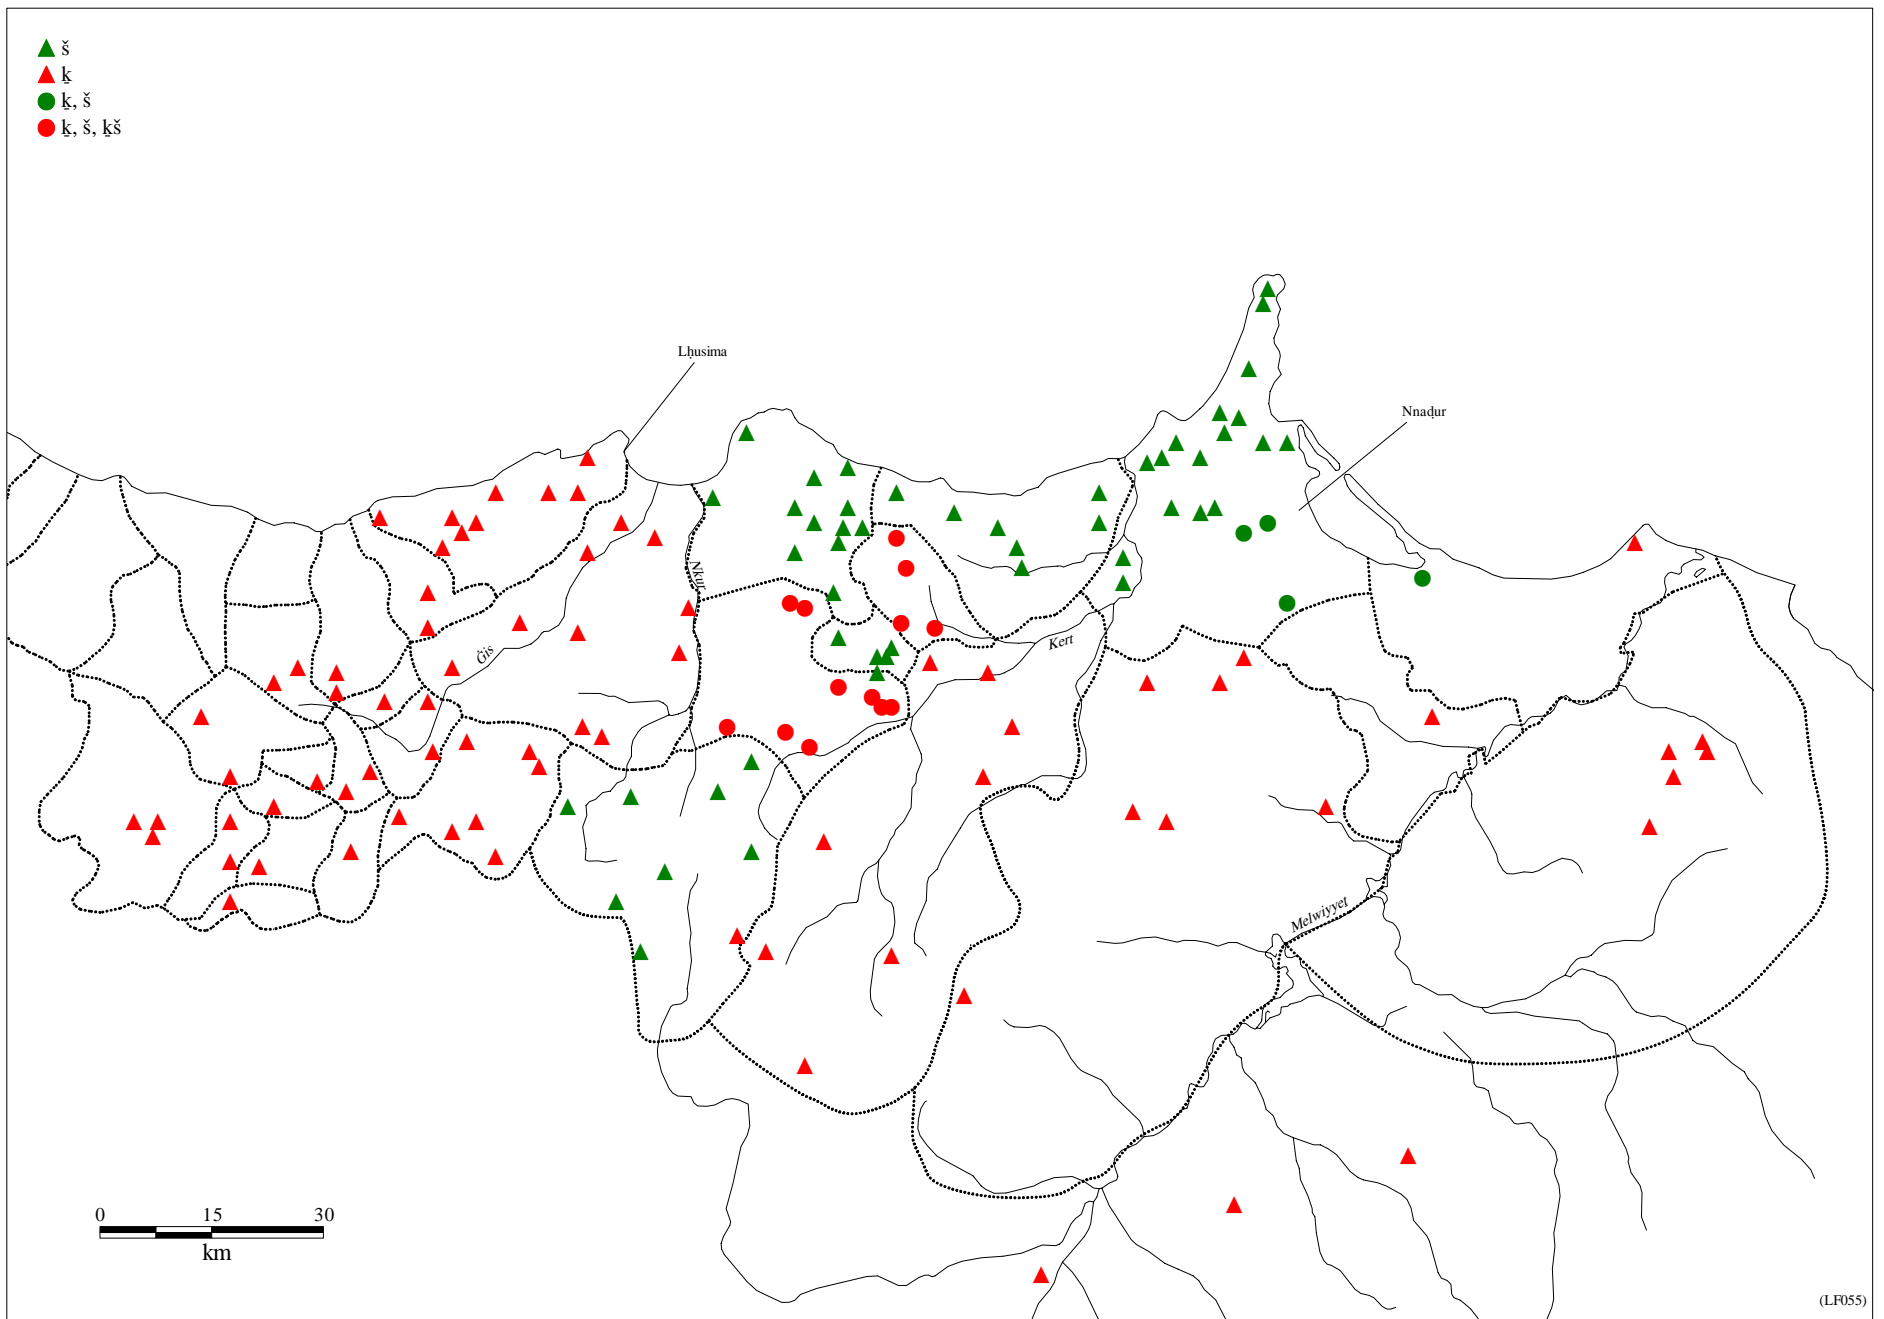 š
ḵ
ḵ, š
ḵ, š, ḵš
Lḥusima
Nnaḍur
Nkur
Ġis
Kert
Melwiyyet
0 15 30
km
(LF055)